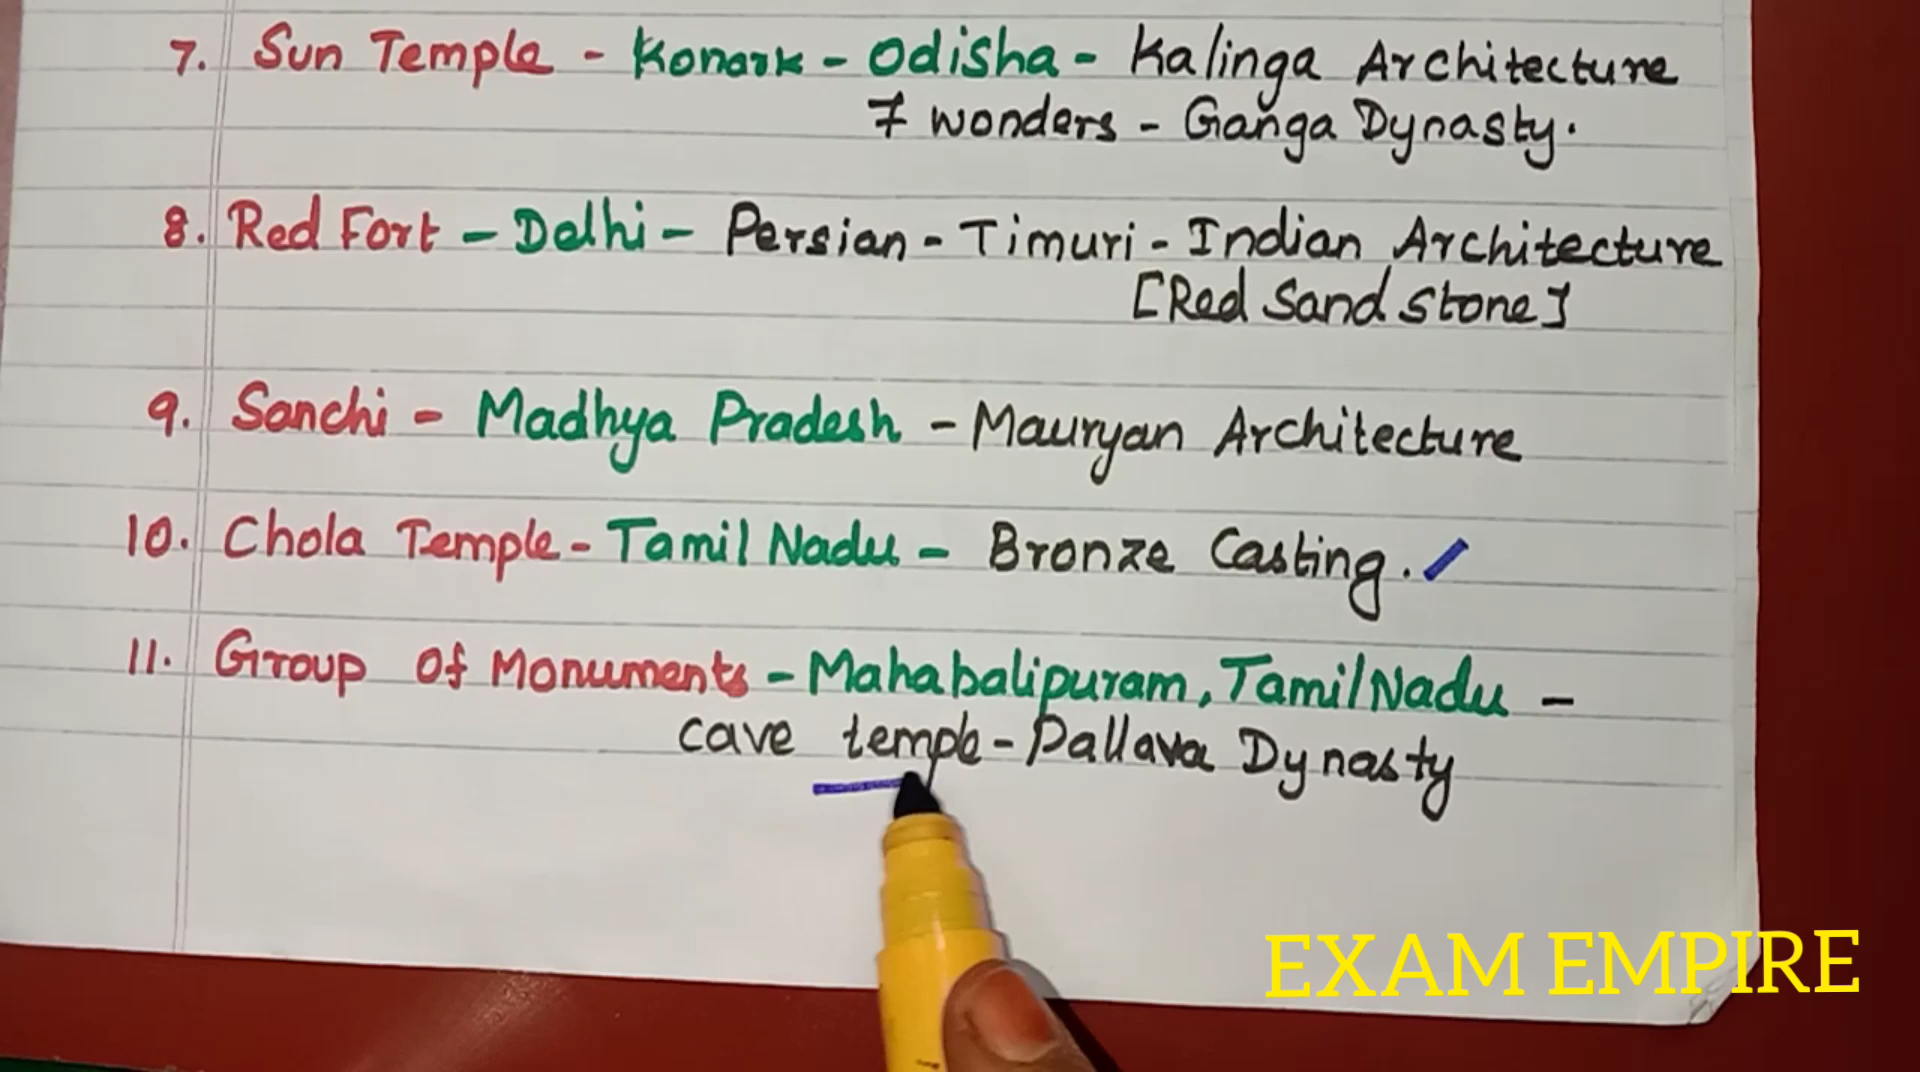 7. Sun Temple - Konark - Odisha - Kalinga Architecture
7 wonders - Ganga Dynasty.
8. Red Fort - Delhi - Persian - Timuri - Indian Architecture
[Red Sand Stone]
9. Sanchi - Madhya Pradesh - Mauryan Architecture
10. Chola Temple - Tamil Nadu - Bronze Casting.
11. Group Of Monuments - Mahabalipuram, Tamil Nadu -
cave temple - Pallava Dynasty
EXAM EMPIRE